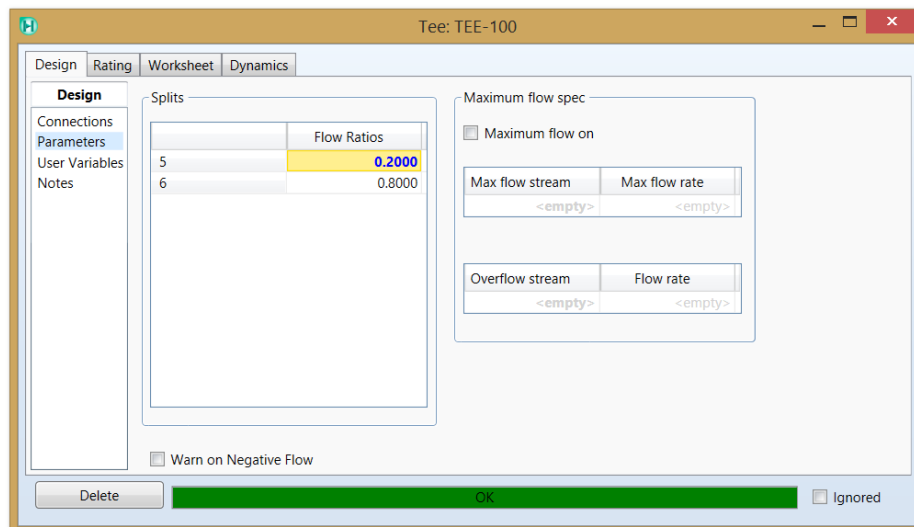 Tee: TEE-100
Design Rating Worksheet Dynamics
Design
Connections
Parameters
User Variables
Notes
Splits
Flow Ratios
5 0.2000
6 0.8000
Warn on Negative Flow
Maximum flow spec
Maximum flow on
Max flow stream Max flow rate
<empty> <empty>
Overflow stream Flow rate
<empty> <empty>
Delete OK Ignored